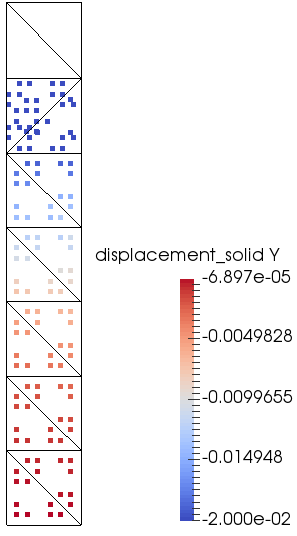 displacement_solid Y
-6.897e-05
-0.0049828
-0.0099655
-0.014948
-2.000e-02